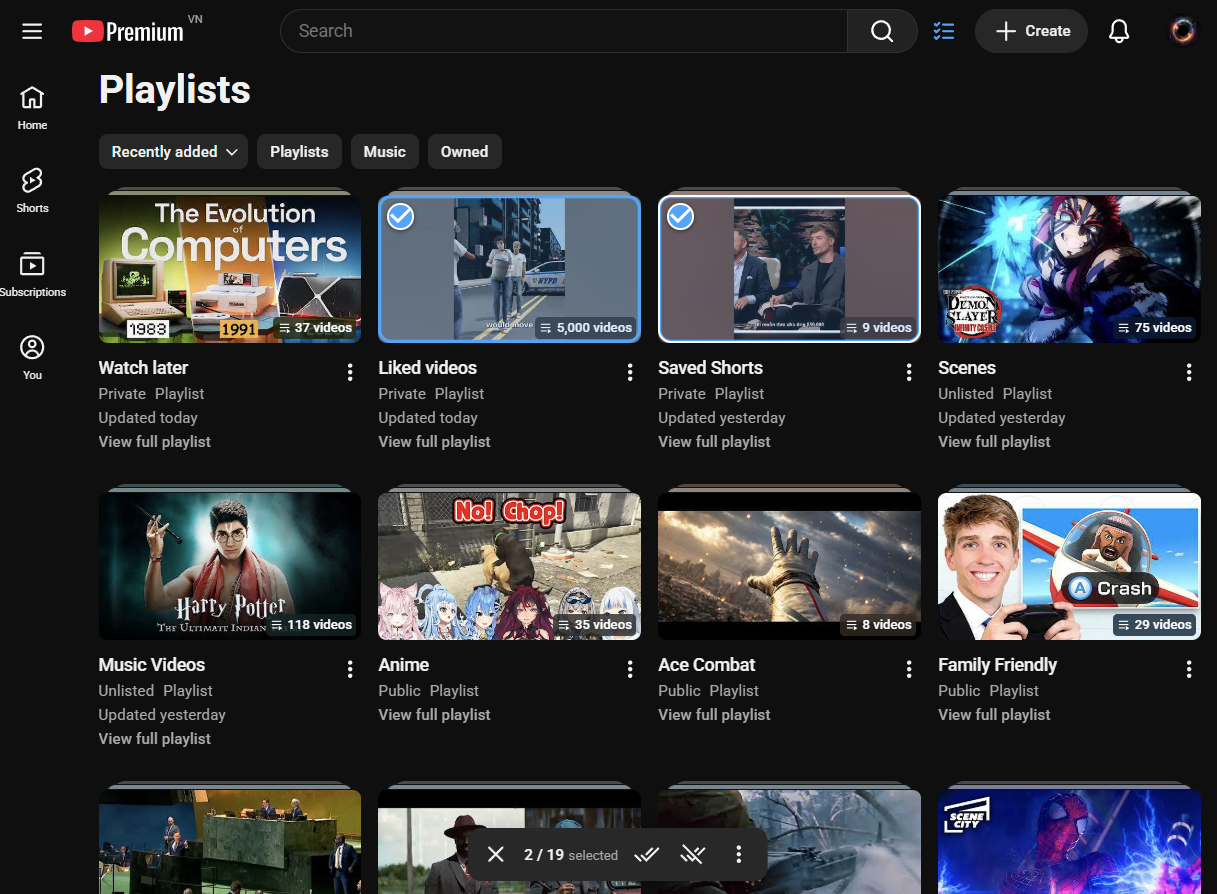 Premium
VN
Search
Create
Playlists
Home
Shorts
Subscriptions
You
Recently added
Playlists
Music
Owned
The Evolution
of
Computers
1983
1991
37 videos
would move
5,000 videos
9 videos
DEMON
SLAYER
INFINITY CASTLE
75 videos
Watch later
Private Playlist
Updated today
View full playlist
Liked videos
Private Playlist
Updated today
View full playlist
Saved Shorts
Private Playlist
Updated yesterday
View full playlist
Scenes
Unlisted Playlist
Updated yesterday
View full playlist
Harry Potter
The Ultimate Indian
118 videos
No! Chop!
35 videos
8 videos
A Crash
29 videos
Music Videos
Unlisted Playlist
Updated yesterday
View full playlist
Anime
Public Playlist
View full playlist
Ace Combat
Public Playlist
View full playlist
Family Friendly
Public Playlist
View full playlist
SCENE
CITY
2 / 19 selected